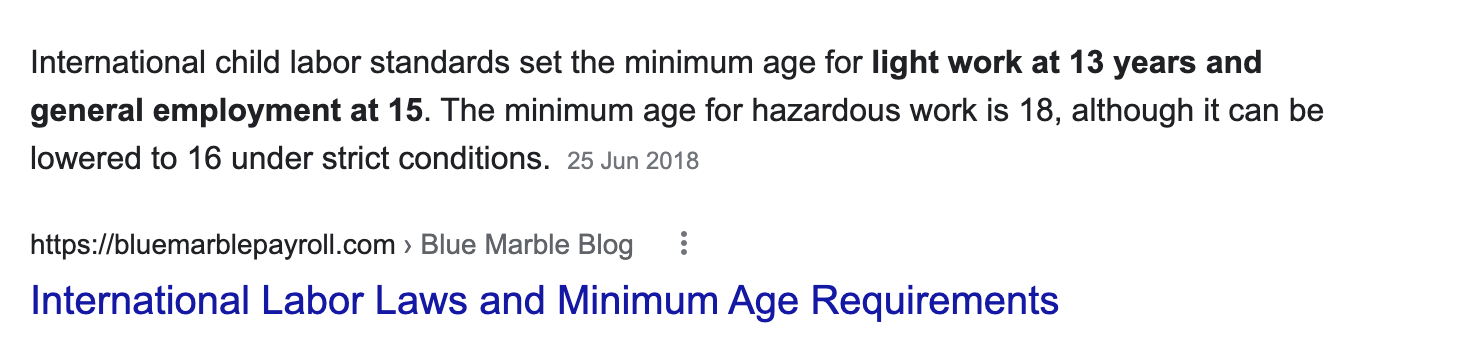 International child labor standards set the minimum age for light work at 13 years and
general employment at 15. The minimum age for hazardous work is 18, although it can be
lowered to 16 under strict conditions. 25 Jun 2018
https://bluemarblepayroll.com › Blue Marble Blog
International Labor Laws and Minimum Age Requirements